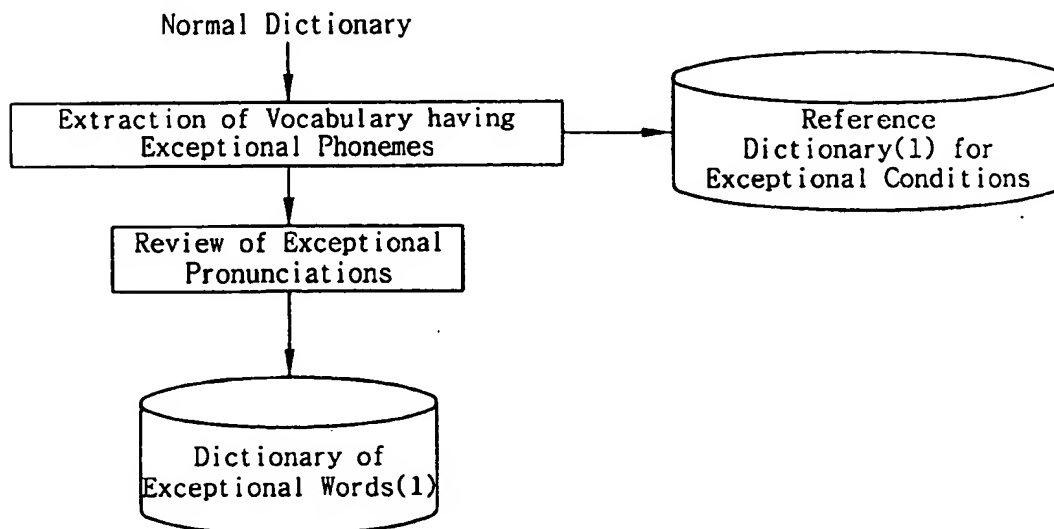 Normal Dictionary
Extraction of Vocabulary having
Exceptional Phonemes
Reference
Dictionary(1) for
Exceptional Conditions
Review of Exceptional
Pronunciations
Dictionary of
Exceptional Words(1)